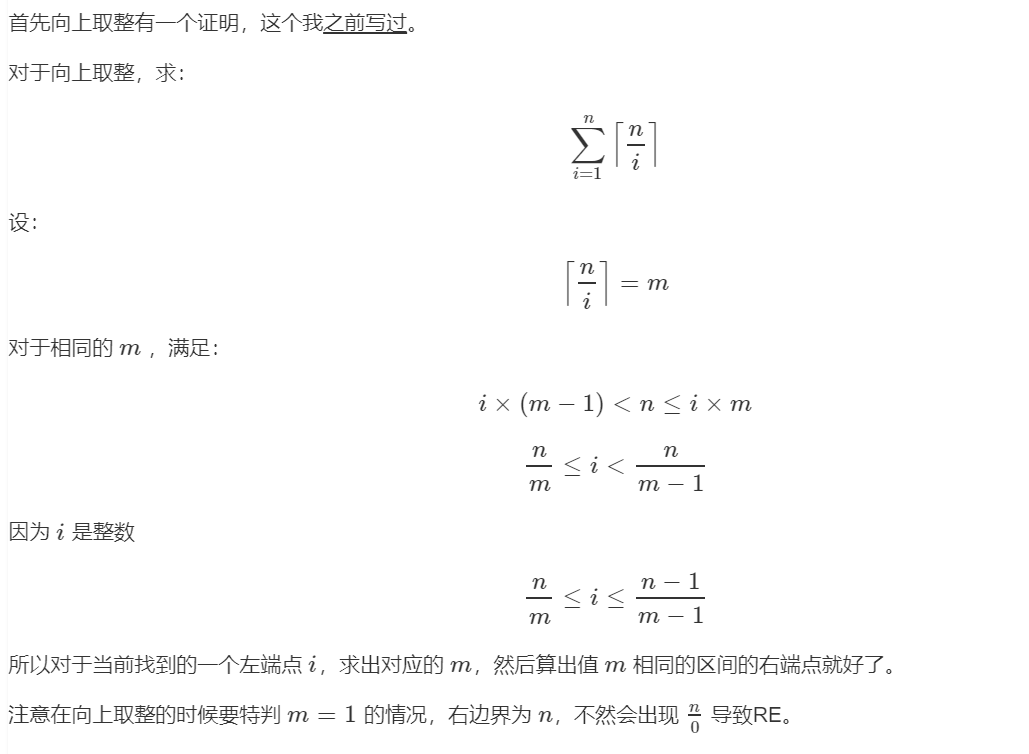 首先向上取整有一个证明，这个我之前写过。
对于向上取整，求：
$$\sum_{i=1}^{n} \left\lceil \frac{n}{i} \right\rceil$$
设：
$$\left\lceil \frac{n}{i} \right\rceil = m$$
对于相同的 $m$ ，满足：
$$i \times (m-1) < n \leq i \times m$$
$$\frac{n}{m} \leq i < \frac{n}{m-1}$$
因为 $i$ 是整数
$$\frac{n}{m} \leq i \leq \frac{n-1}{m-1}$$
所以对于当前找到的一个左端点 $i$，求出对应的 $m$，然后算出值 $m$ 相同的区间的右端点就好了。
注意在向上取整的时候要特判 $m = 1$ 的情况，右边界为 $n$，不然会出现 $\frac{n}{0}$ 导致RE。